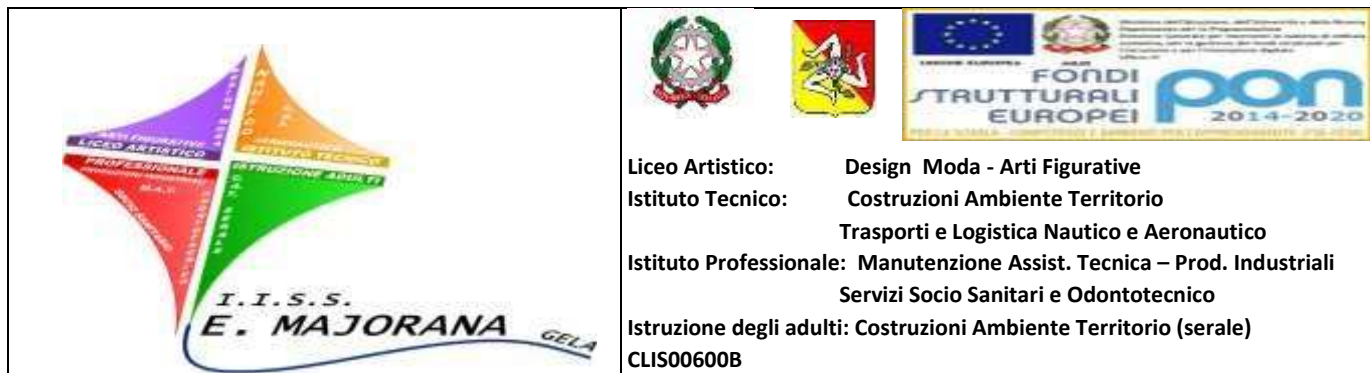 ARTI FIGURATIVE
LICEO ARTISTICO
ISTITUTO TECNICO
PROFESSIONALE
ISTRUZIONE ADULTI
M.A.T.
I.I.S.S.
E. MAJORANA GELA
UNIONE EUROPEA
FONDI
STRUTTURALI
EUROPEI
pon
2014-2020
Liceo Artistico: Design Moda - Arti Figurative
Istituto Tecnico: Costruzioni Ambiente Territorio
Trasporti e Logistica Nautico e Aeronautico
Istituto Professionale: Manutenzione Assist. Tecnica – Prod. Industriali
Servizi Socio Sanitari e Odontotecnico
Istruzione degli adulti: Costruzioni Ambiente Territorio (serale)
CLIS00600B